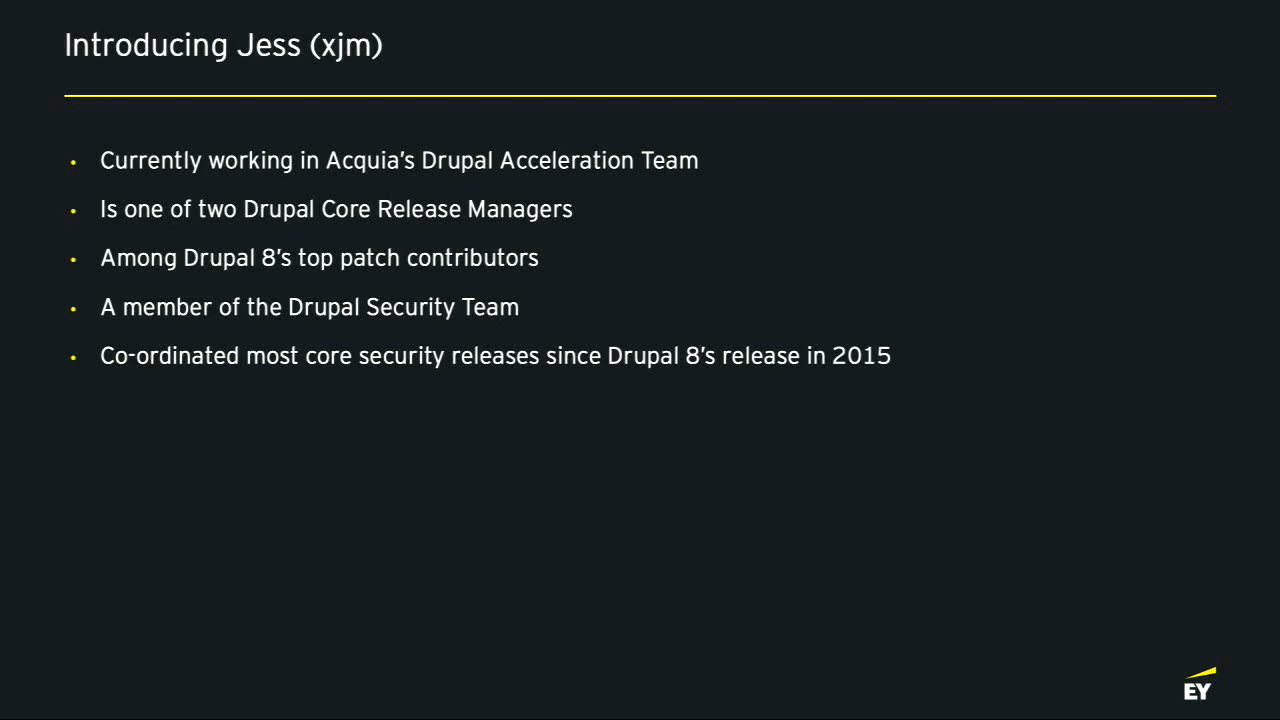 Introducing Jess (xjm)
• Currently working in Acquia’s Drupal Acceleration Team
• Is one of two Drupal Core Release Managers
• Among Drupal 8’s top patch contributors
• A member of the Drupal Security Team
• Co-ordinated most core security releases since Drupal 8’s release in 2015
EY